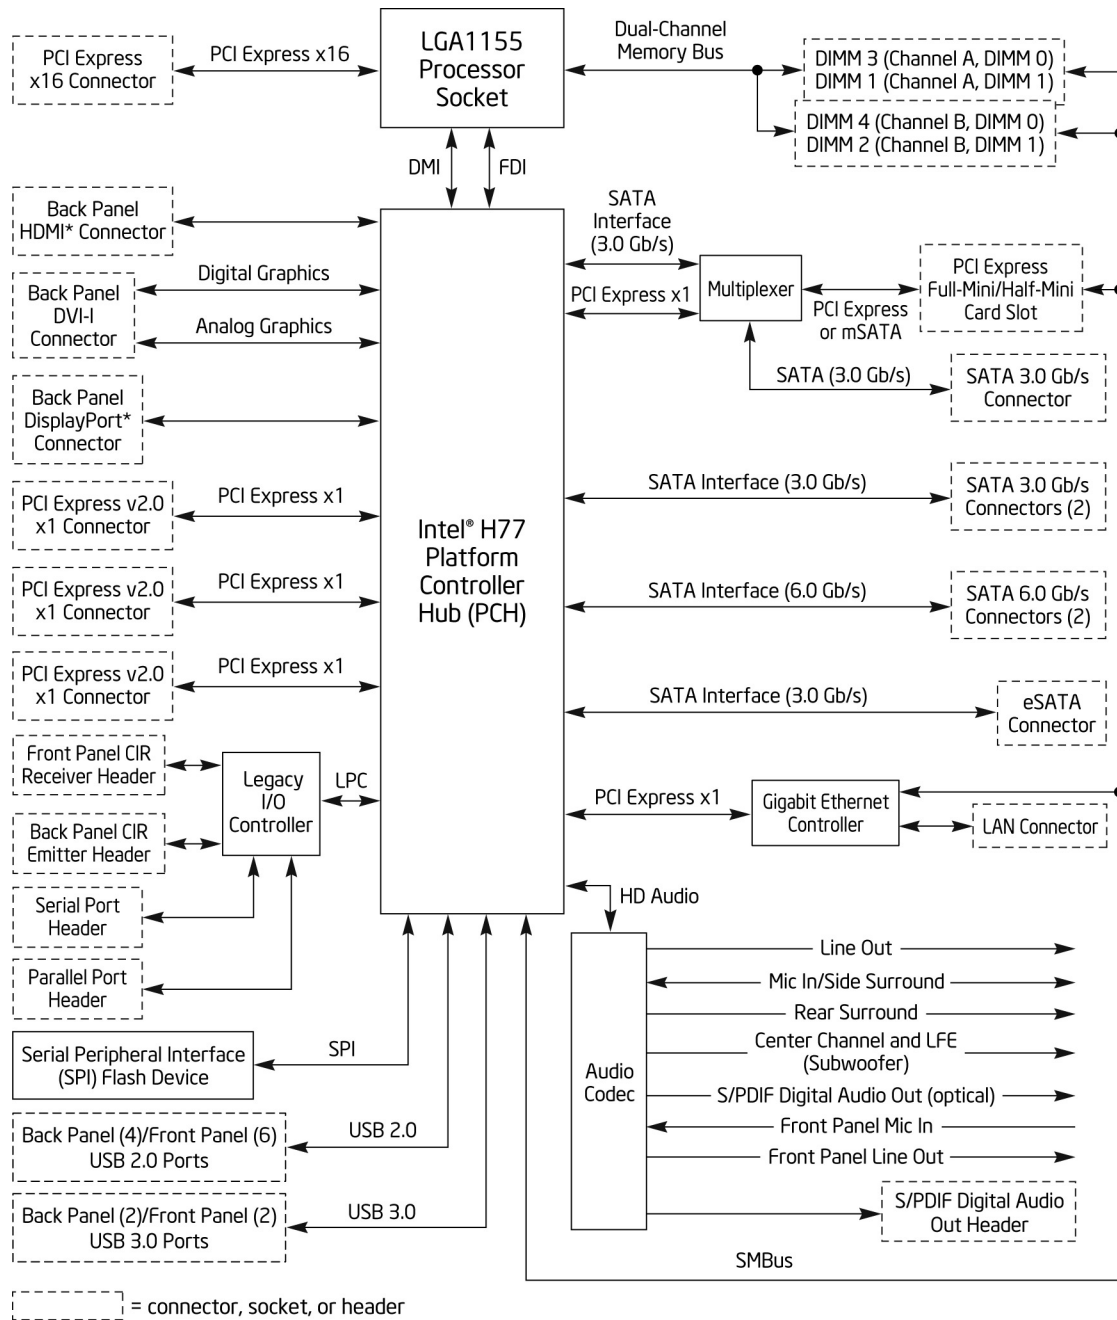 PCI Express
x16 Connector
PCI Express x16
LGA1155
Processor
Socket
Dual-Channel
Memory Bus
DIMM 3 (Channel A, DIMM 0)
DIMM 1 (Channel A, DIMM 1)
DIMM 4 (Channel B, DIMM 0)
DIMM 2 (Channel B, DIMM 1)
DMI
FDI
Back Panel
HDMI* Connector
Digital Graphics
Back Panel
DVI-I
Connector
Analog Graphics
Back Panel
DisplayPort*
Connector
PCI Express v2.0
x1 Connector
PCI Express x1
PCI Express v2.0
x1 Connector
PCI Express x1
PCI Express v2.0
x1 Connector
PCI Express x1
Front Panel CIR
Receiver Header
Back Panel CIR
Emitter Header
Legacy
I/O
Controller
LPC
Serial Port
Header
Parallel Port
Header
Serial Peripheral Interface
(SPI) Flash Device
SPI
Back Panel (4)/Front Panel (6)
USB 2.0 Ports
USB 2.0
Back Panel (2)/Front Panel (2)
USB 3.0 Ports
USB 3.0
Intel® H77
Platform
Controller
Hub (PCH)
SATA
Interface
(3.0 Gb/s)
PCI Express x1
Multiplexer
PCI Express
or mSATA
PCI Express
Full-Mini/Half-Mini
Card Slot
SATA (3.0 Gb/s)
SATA 3.0 Gb/s
Connector
SATA Interface (3.0 Gb/s)
SATA 3.0 Gb/s
Connectors (2)
SATA Interface (6.0 Gb/s)
SATA 6.0 Gb/s
Connectors (2)
SATA Interface (3.0 Gb/s)
eSATA
Connector
PCI Express x1
Gigabit Ethernet
Controller
LAN Connector
HD Audio
Audio
Codec
Line Out
Mic In/Side Surround
Rear Surround
Center Channel and LFE
(Subwoofer)
S/PDIF Digital Audio Out (optical)
Front Panel Mic In
Front Panel Line Out
S/PDIF Digital Audio
Out Header
SMBus
= connector, socket, or header